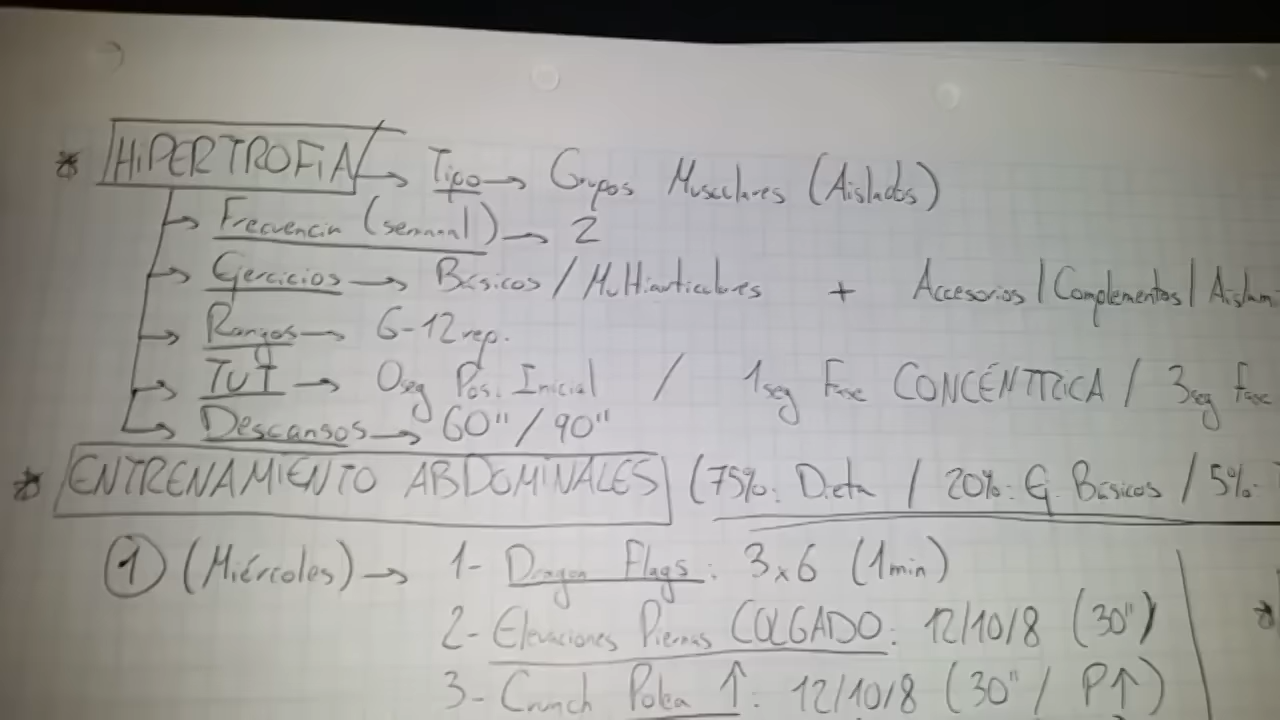 * HIPERTROFIA → Tipo → Grupos Musculares (Aislados)
→ Frecuencia (semanal) → 2
→ Ejercicios → Básicos / Multiarticulares + Accesorios / Complementos / Aislam
→ Rangos → 6-12 rep.
→ TUT → 0seg Pos. Inicial / 1seg Fase CONCÉNTRICA / 3seg Fase
→ Descansos → 60" / 90"
* ENTRENAMIENTO ABDOMINALES (75%: Dieta / 20%: Ej. Básicos / 5%:
① (Miércoles) → 1- Dragon Flags: 3x6 (1min)
2- Elevaciones Piernas COLGADO: 12/10/8 (30")
3- Crunch Polea ↑: 12/10/8 (30" / P↑)